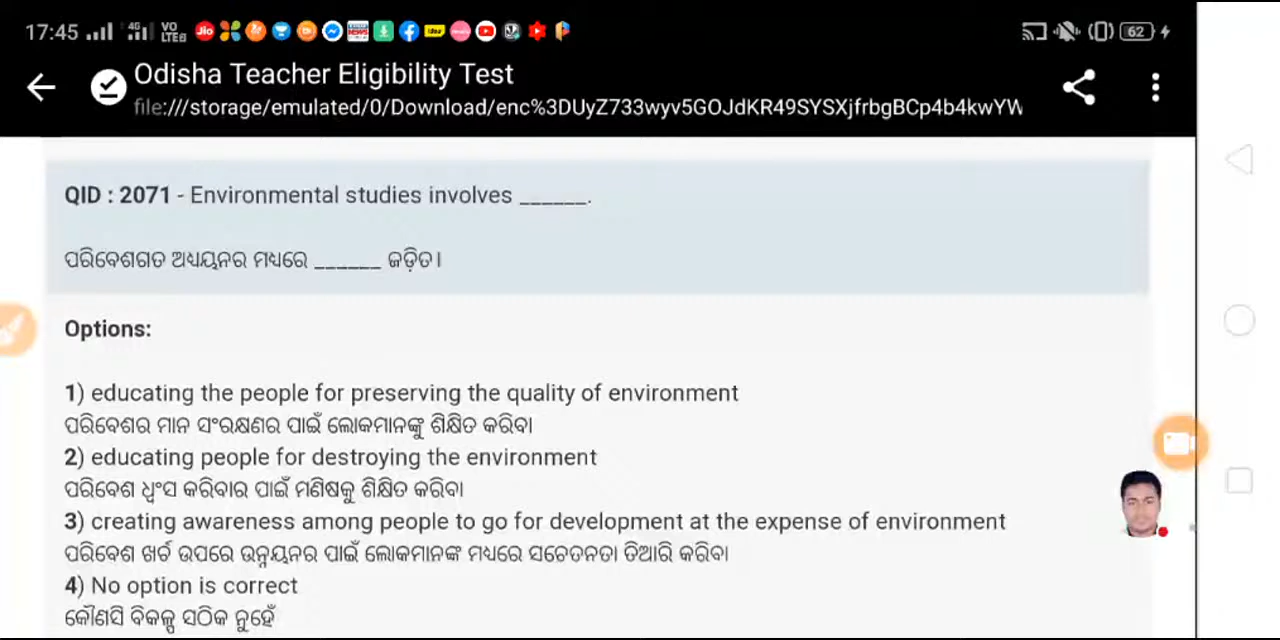 17:45 4G VO LTE 62
Odisha Teacher Eligibility Test
file:///storage/emulated/0/Download/enc%3DUyZ733wyv5GOJdKR49SYSXjfrbgBCp4b4kwYW
QID : 2071 - Environmental studies involves ______.
ପରିବେଶଗତ ଅଧ୍ୟୟନର ମଧ୍ୟରେ ______ ଜଡ଼ିତ।
Options:
1) educating the people for preserving the quality of environment
ପରିବେଶର ମାନ ସଂରକ୍ଷଣର ପାଇଁ ଲୋକମାନଙ୍କୁ ଶିକ୍ଷିତ କରିବା
2) educating people for destroying the environment
ପରିବେଶ ଧ୍ୱଂସ କରିବାର ପାଇଁ ମଣିଷକୁ ଶିକ୍ଷିତ କରିବା
3) creating awareness among people to go for development at the expense of environment
ପରିବେଶ ଖର୍ଚ୍ଚ ଉପରେ ଉନ୍ନୟନର ପାଇଁ ଲୋକମାନଙ୍କ ମଧ୍ୟରେ ସଚେତନତା ତିଆରି କରିବା
4) No option is correct
କୌଣସି ବିକଳ୍ପ ସଠିକ ନୁହେଁ